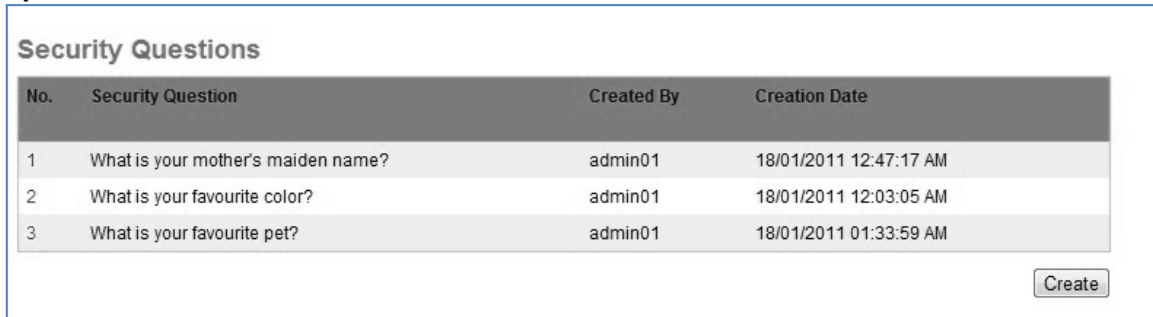 Security Questions
No. Security Question Created By Creation Date
1 What is your mother's maiden name? admin01 18/01/2011 12:47:17 AM
2 What is your favourite color? admin01 18/01/2011 12:03:05 AM
3 What is your favourite pet? admin01 18/01/2011 01:33:59 AM
Create